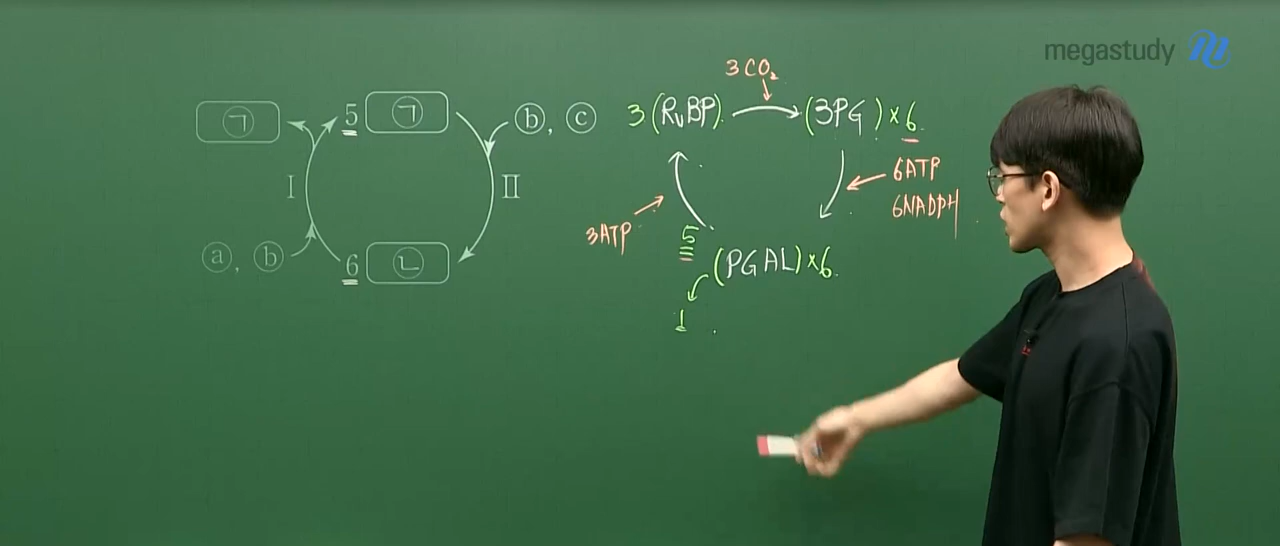 megastudy
㉠
5 ㉠
ⓑ, ⓒ
Ⅰ
Ⅱ
ⓐ, ⓑ
6 ㉡
3CO₂
3(RuBP)
(3PG)×6
6ATP
6NADPH
3ATP
5
(PGAL)×6
1